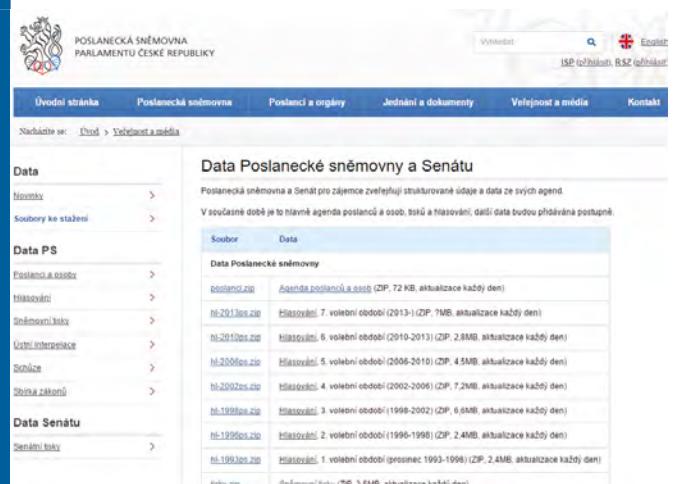 POSLANECKÁ SNĚMOVNA
PARLAMENTU ČESKÉ REPUBLIKY
Vyhledat
English
ISP (přihlásit), RSZ (přihlásit)
Úvodní stránka Poslanecká sněmovna Poslanci a orgány Jednání a dokumenty Veřejnost a média Kontakt
Nacházíte se: Úvod > Veřejnost a média
Data
Novinky
Soubory ke stažení
Data PS
Poslanci a osoby
Hlasování
Sněmovní tisky
Ústní interpelace
Schůze
Sbírka zákonů
Data Senátu
Senátní tisky
Data Poslanecké sněmovny a Senátu
Poslanecká sněmovna a Senát pro zájemce zveřejňují strukturované údaje a data ze svých agend.
V současné době je to hlavně agenda poslanců a osob, tisků a hlasování, další data budou přidávána postupně.
Soubor Data
Data Poslanecké sněmovny
poslanci.zip Agenda poslanců a osob (ZIP, 72 KB, aktualizace každý den)
hl-2013ps.zip Hlasování, 7. volební období (2013-) (ZIP, ?MB, aktualizace každý den)
hl-2010ps.zip Hlasování, 6. volební období (2010-2013) (ZIP, 2,8MB, aktualizace každý den)
hl-2006ps.zip Hlasování, 5. volební období (2006-2010) (ZIP, 4,5MB, aktualizace každý den)
hl-2002ps.zip Hlasování, 4. volební období (2002-2006) (ZIP, 7,2MB, aktualizace každý den)
hl-1998ps.zip Hlasování, 3. volební období (1998-2002) (ZIP, 6,6MB, aktualizace každý den)
hl-1996ps.zip Hlasování, 2. volební období (1996-1998) (ZIP, 2,4MB, aktualizace každý den)
hl-1993ps.zip Hlasování, 1. volební období (prosinec 1993-1996) (ZIP, 2,4MB, aktualizace každý den)